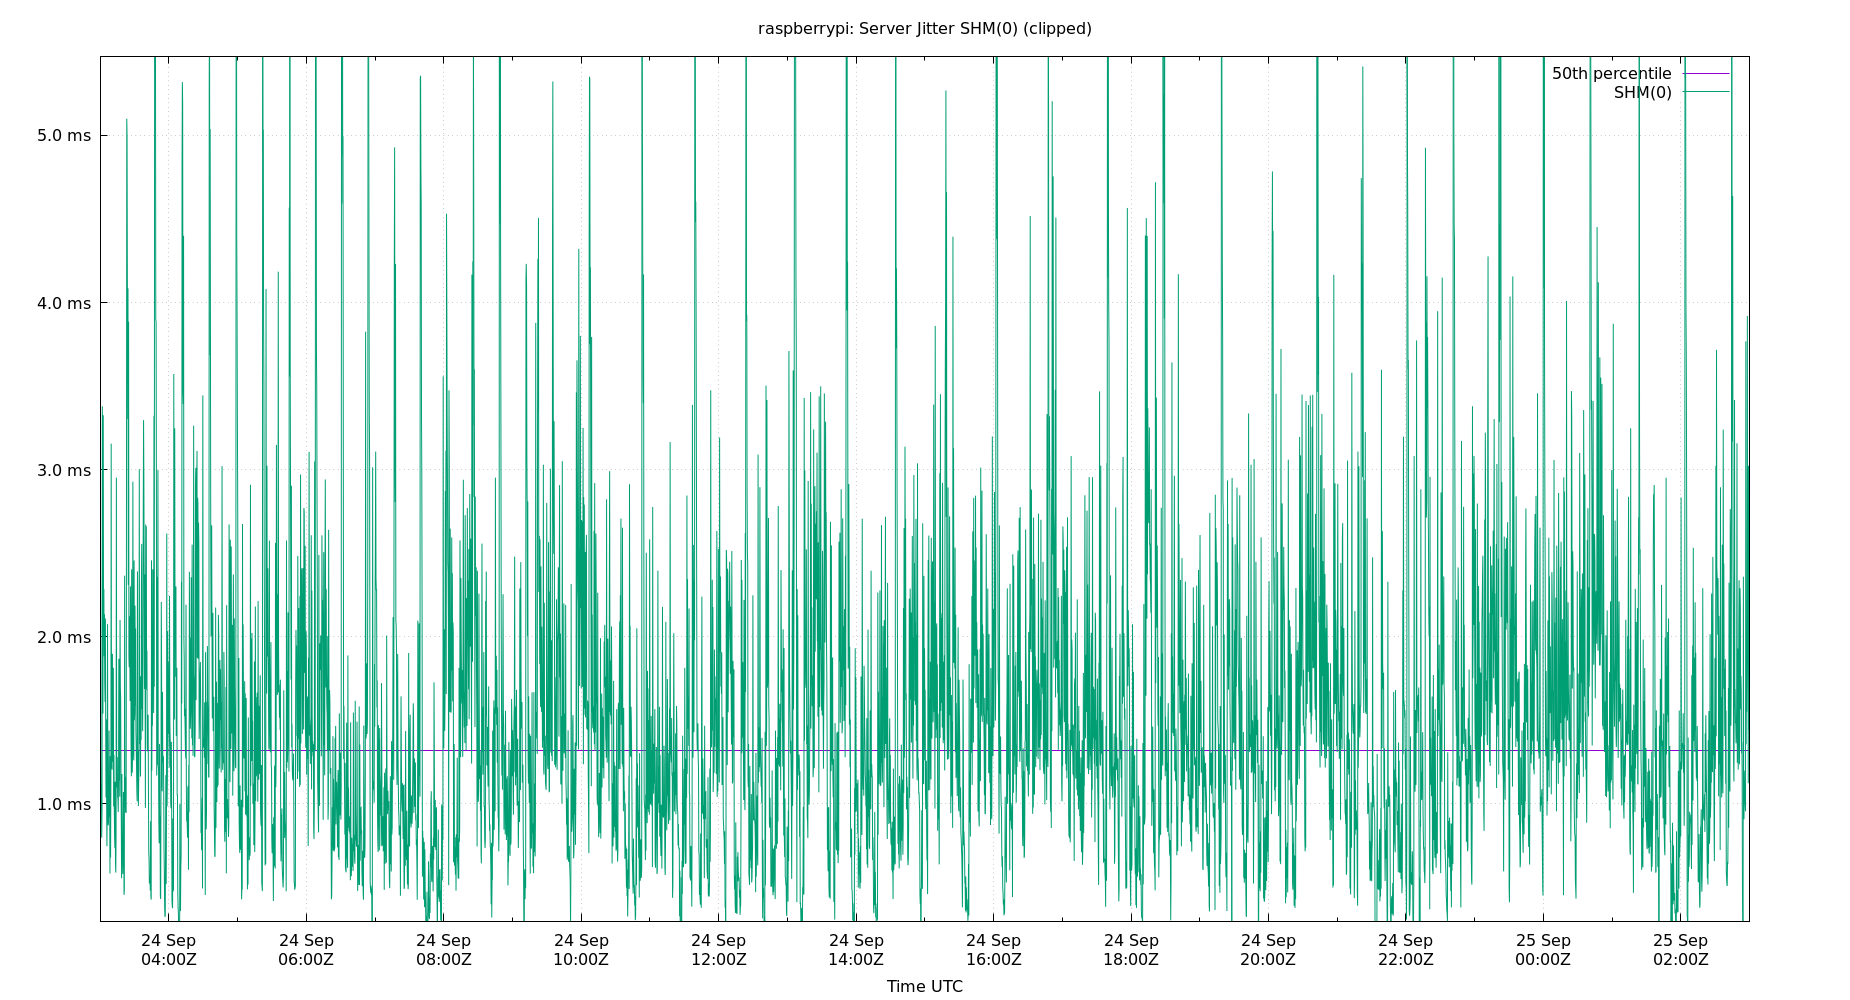 raspberrypi: Server Jitter SHM(0) (clipped)
50th percentile
SHM(0)
5.0 ms
4.0 ms
3.0 ms
2.0 ms
1.0 ms
24 Sep 24 Sep 24 Sep 24 Sep 24 Sep 24 Sep 24 Sep 24 Sep 24 Sep 24 Sep 25 Sep 25 Sep
04:00Z 06:00Z 08:00Z 10:00Z 12:00Z 14:00Z 16:00Z 18:00Z 20:00Z 22:00Z 00:00Z 02:00Z
Time UTC